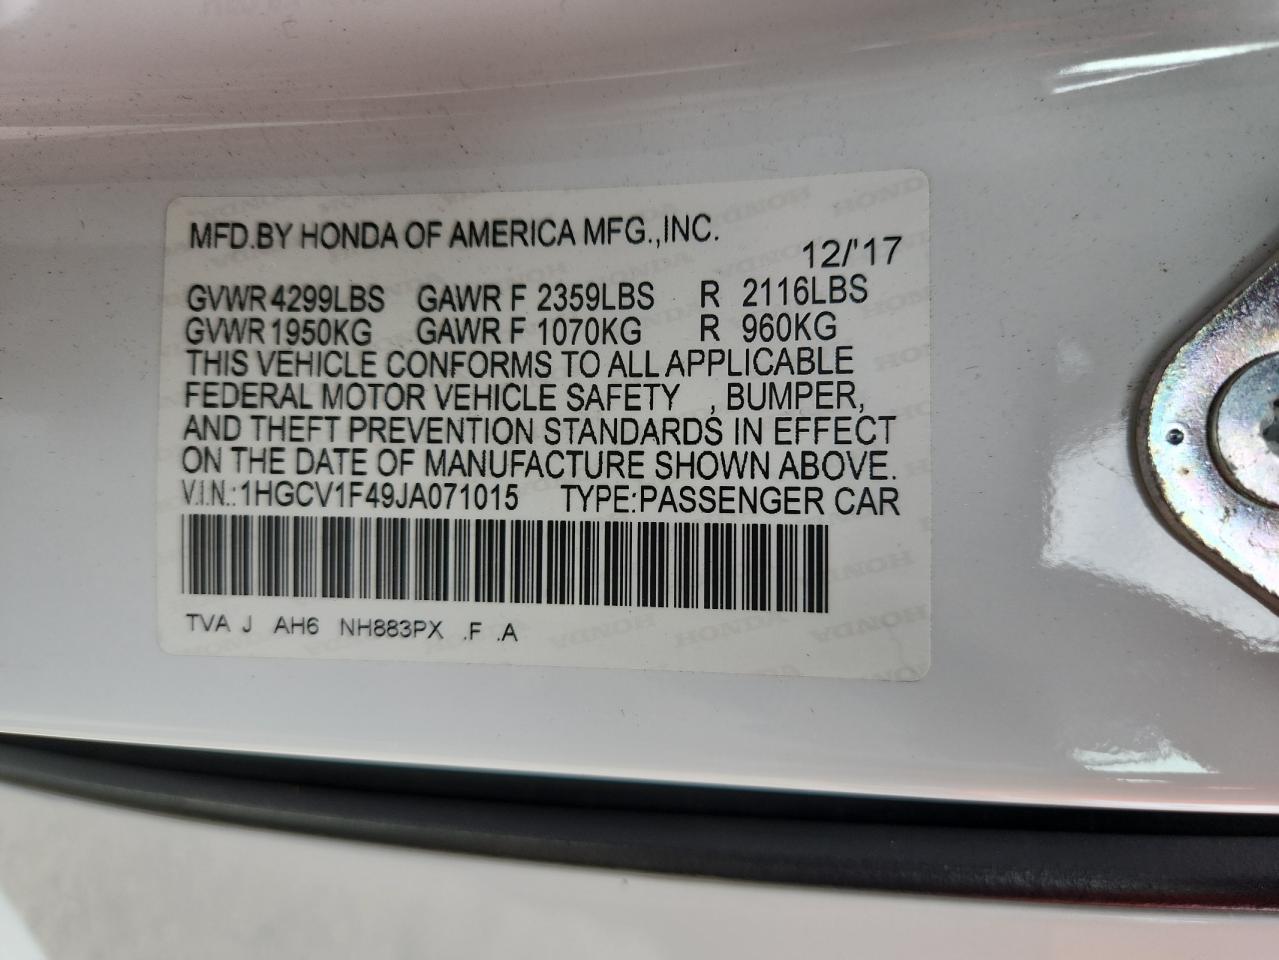 MFD.BY HONDA OF AMERICA MFG.,INC.
12/'17
GVWR 4299LBS GAWR F 2359LBS R 2116LBS
GVWR 1950KG GAWR F 1070KG R 960KG
THIS VEHICLE CONFORMS TO ALL APPLICABLE
FEDERAL MOTOR VEHICLE SAFETY , BUMPER,
AND THEFT PREVENTION STANDARDS IN EFFECT
ON THE DATE OF MANUFACTURE SHOWN ABOVE.
V.I.N.:1HGCV1F49JA071015 TYPE:PASSENGER CAR
TVA J AH6 NH883PX .F .A